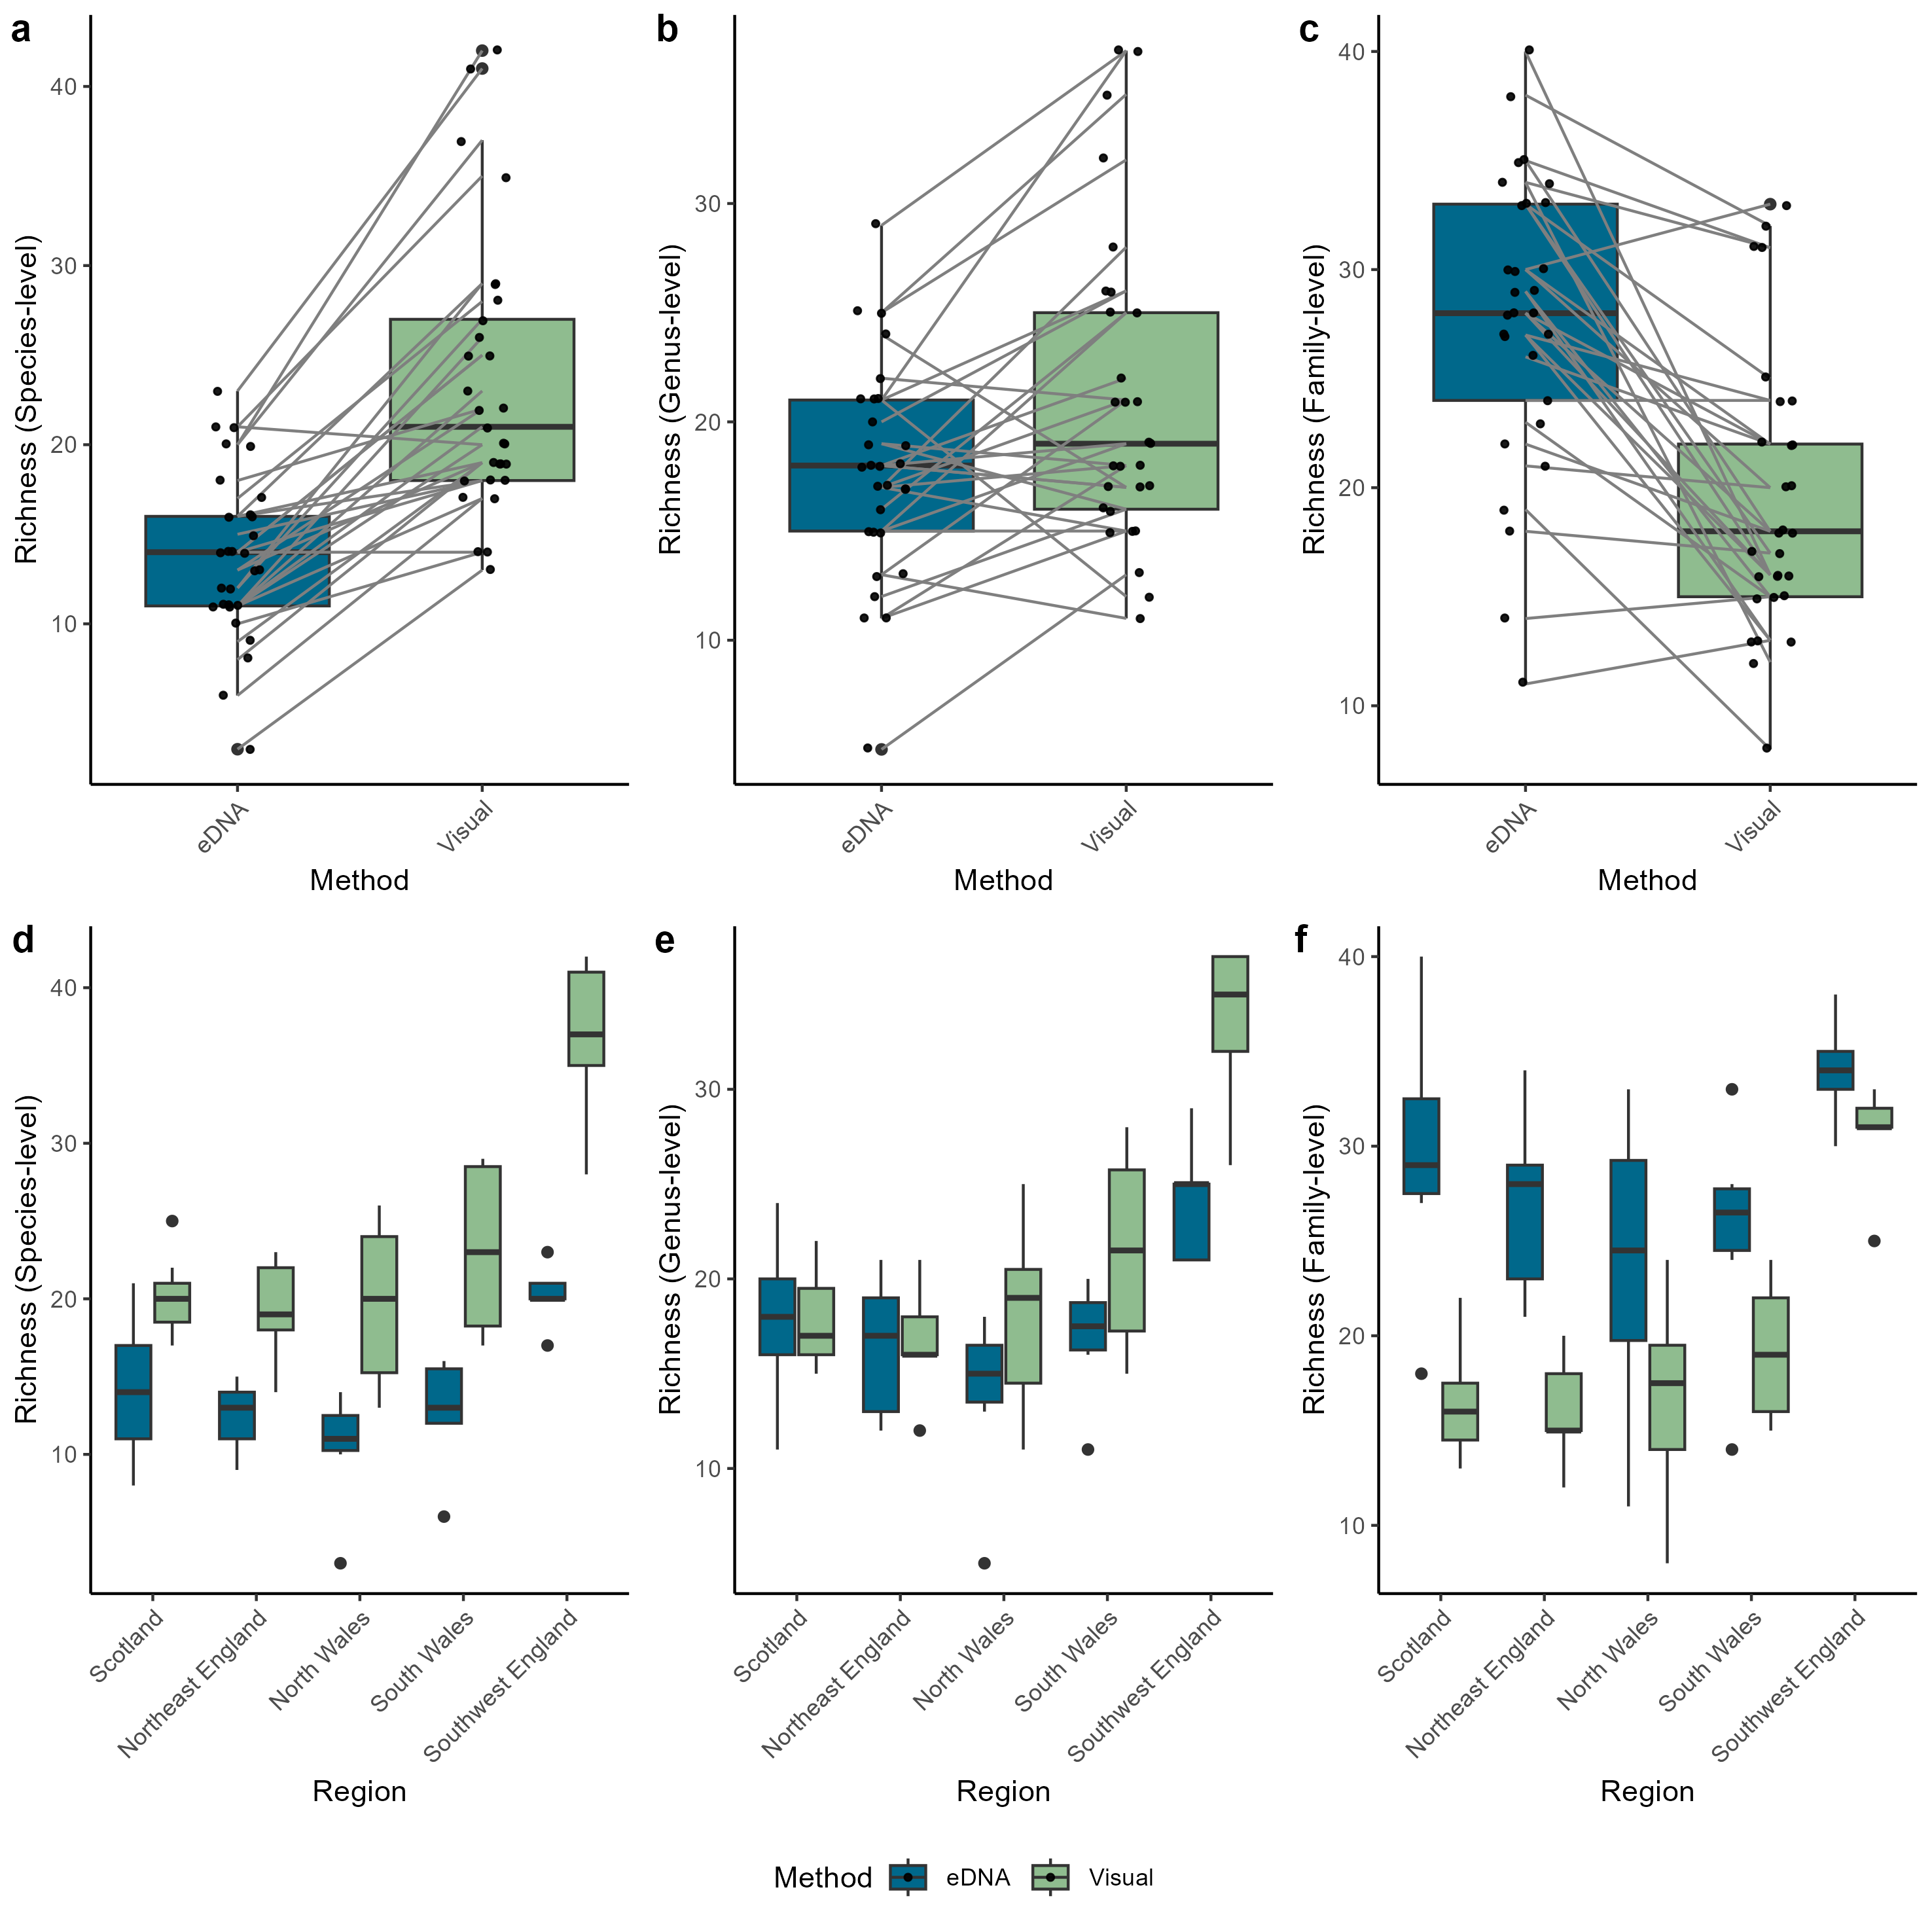 a
Richness (Species-level)
40
30
20
10
eDNA
Visual
Method
b
Richness (Genus-level)
30
20
10
eDNA
Visual
Method
c
Richness (Family-level)
40
30
20
10
eDNA
Visual
Method
d
Richness (Species-level)
40
30
20
10
Scotland
Northeast England
North Wales
South Wales
Southwest England
Region
e
Richness (Genus-level)
30
20
10
Scotland
Northeast England
North Wales
South Wales
Southwest England
Region
f
Richness (Family-level)
40
30
20
10
Scotland
Northeast England
North Wales
South Wales
Southwest England
Region
Method eDNA Visual